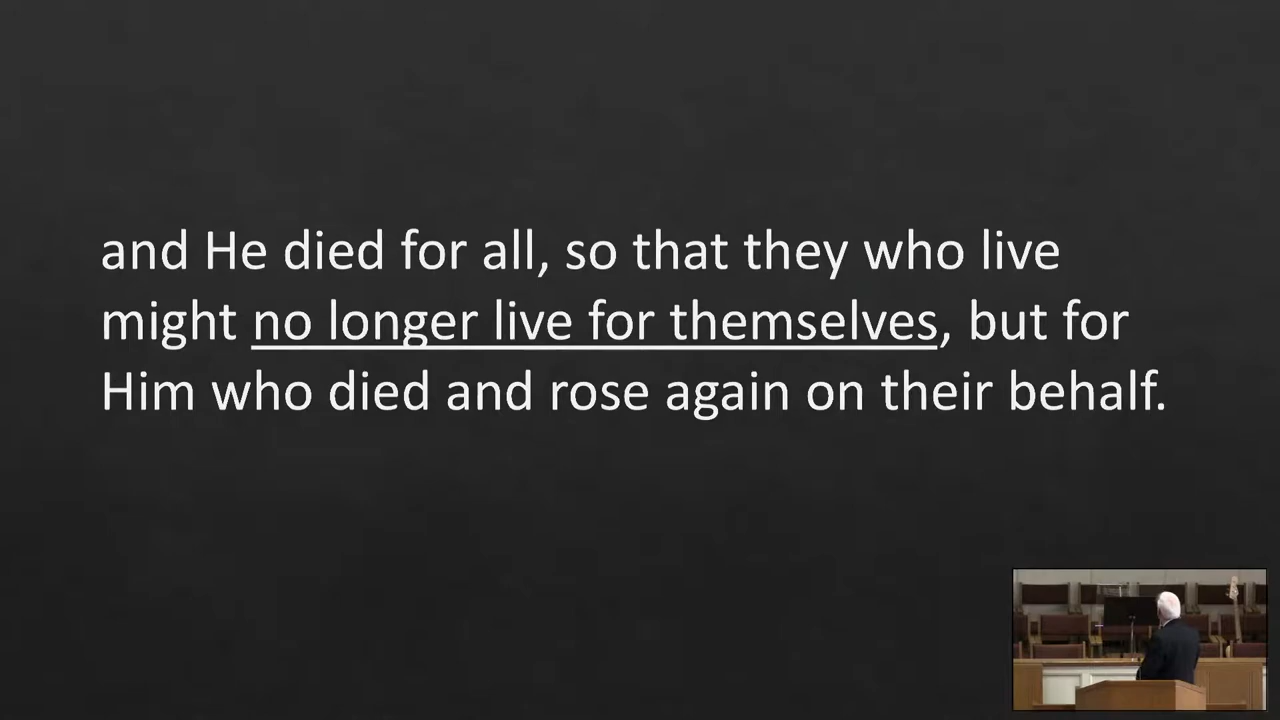 and He died for all, so that they who live
might no longer live for themselves, but for
Him who died and rose again on their behalf.